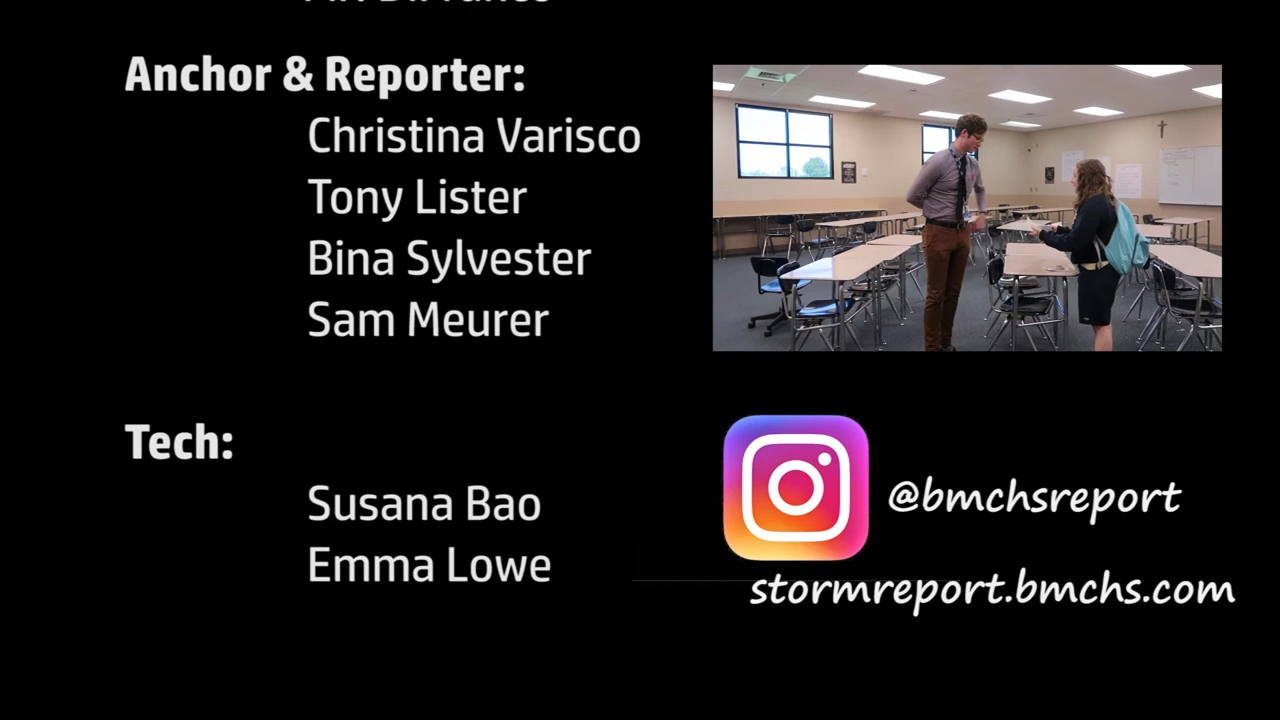 Anchor & Reporter:
Christina Varisco
Tony Lister
Bina Sylvester
Sam Meurer
Tech:
Susana Bao
Emma Lowe
@bmchsreport
stormreport.bmchs.com